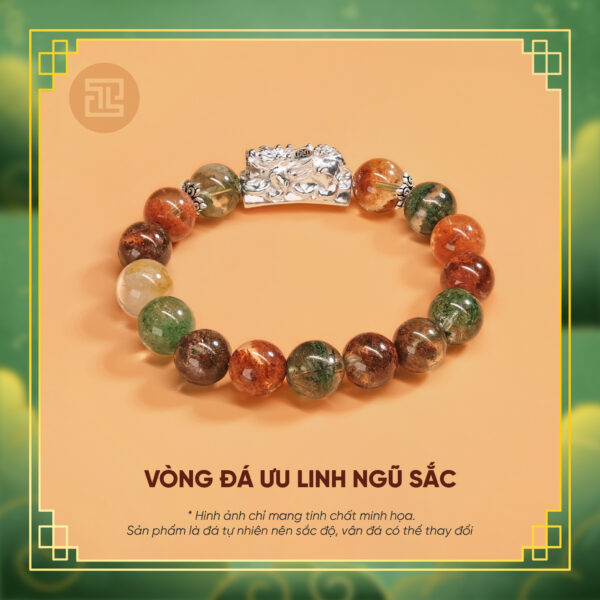 VÒNG ĐÁ ƯU LINH NGŨ SẮC
* Hình ảnh chỉ mang tính chất minh họa.
Sản phẩm là đá tự nhiên nên sắc độ, vân đá có thể thay đổi